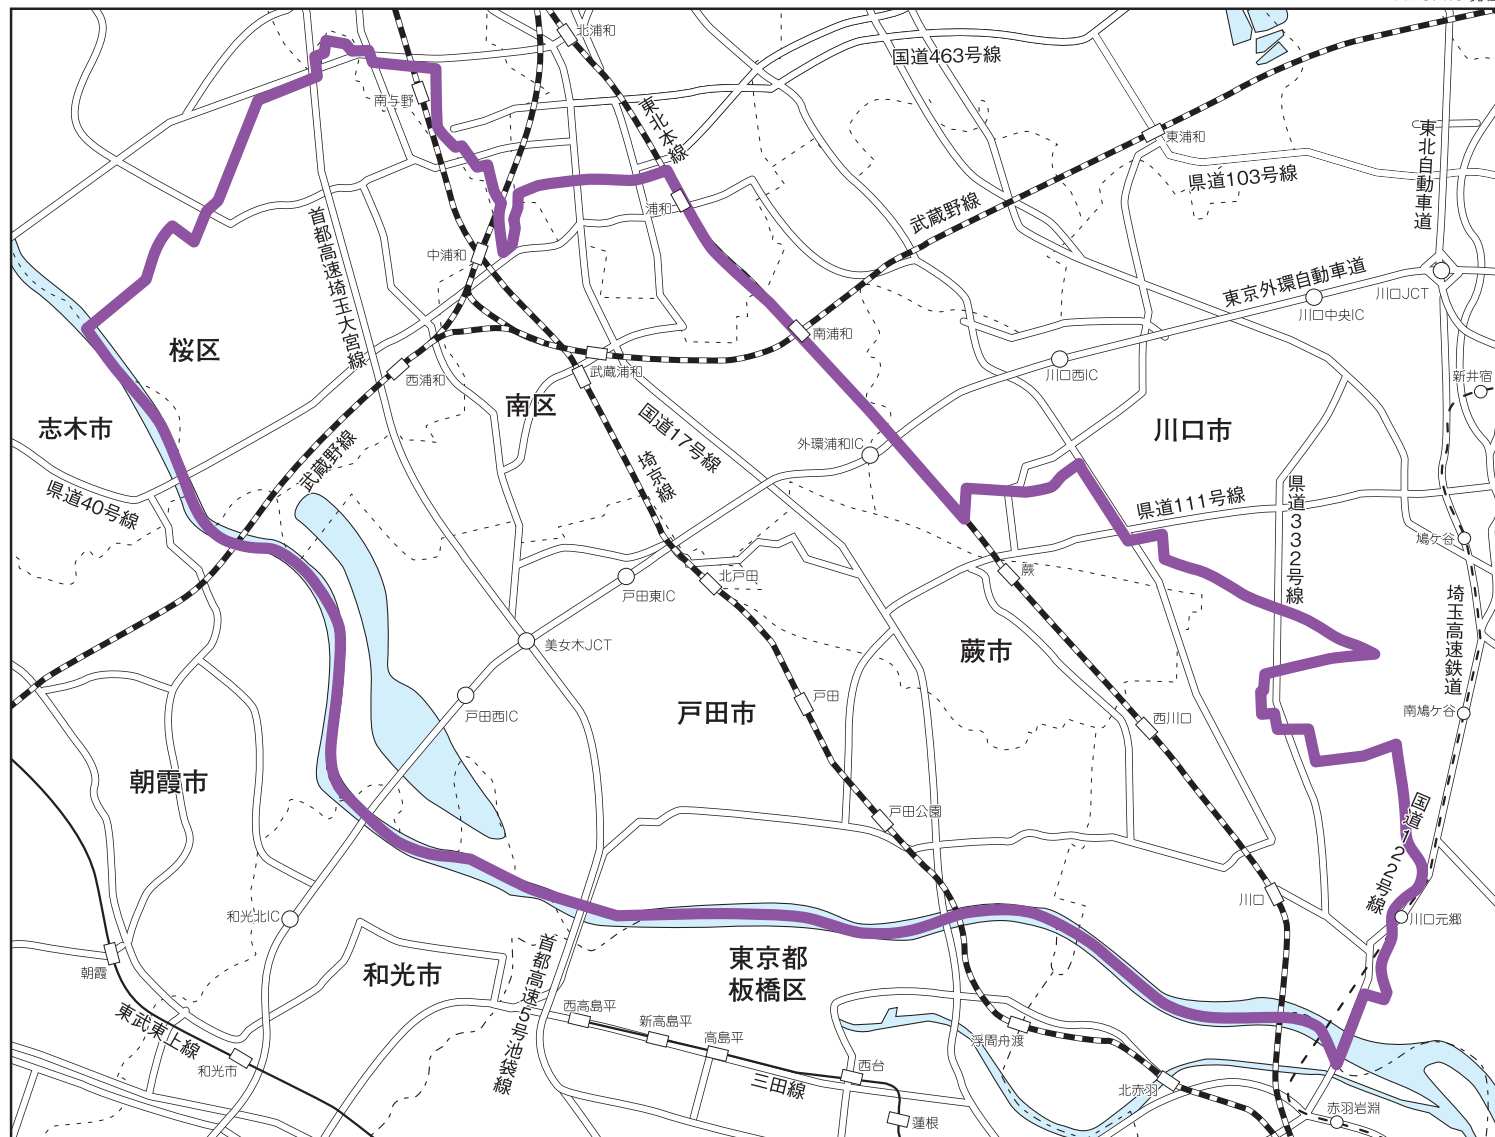 北浦和
国道463号線
南与野
東北本線
東浦和
東北自動車道
県道103号線
浦和
武蔵野線
首都高速埼玉大宮線
中浦和
東京外環自動車道
川口JCT
川口中央IC
南浦和
桜区
西浦和
武蔵浦和
川口西IC
新井宿
南区
志木市
国道17号線
川口市
外環浦和IC
武蔵野線
埼京線
県道40号線
県道111号線
県道332号線
鳩ケ谷
蕨
北戸田
戸田東IC
埼玉高速鉄道
美女木JCT
蕨市
戸田
戸田西IC
戸田市
西川口
南鳩ケ谷
朝霞市
戸田公園
国道122号線
川口
和光北IC
川口元郷
東京都
板橋区
和光市
首都高速5号池袋線
朝霞
西高島平
新高島平
高島平
東武東上線
浮間舟渡
和光市
西台
三田線
北赤羽
赤羽岩淵
蓮根